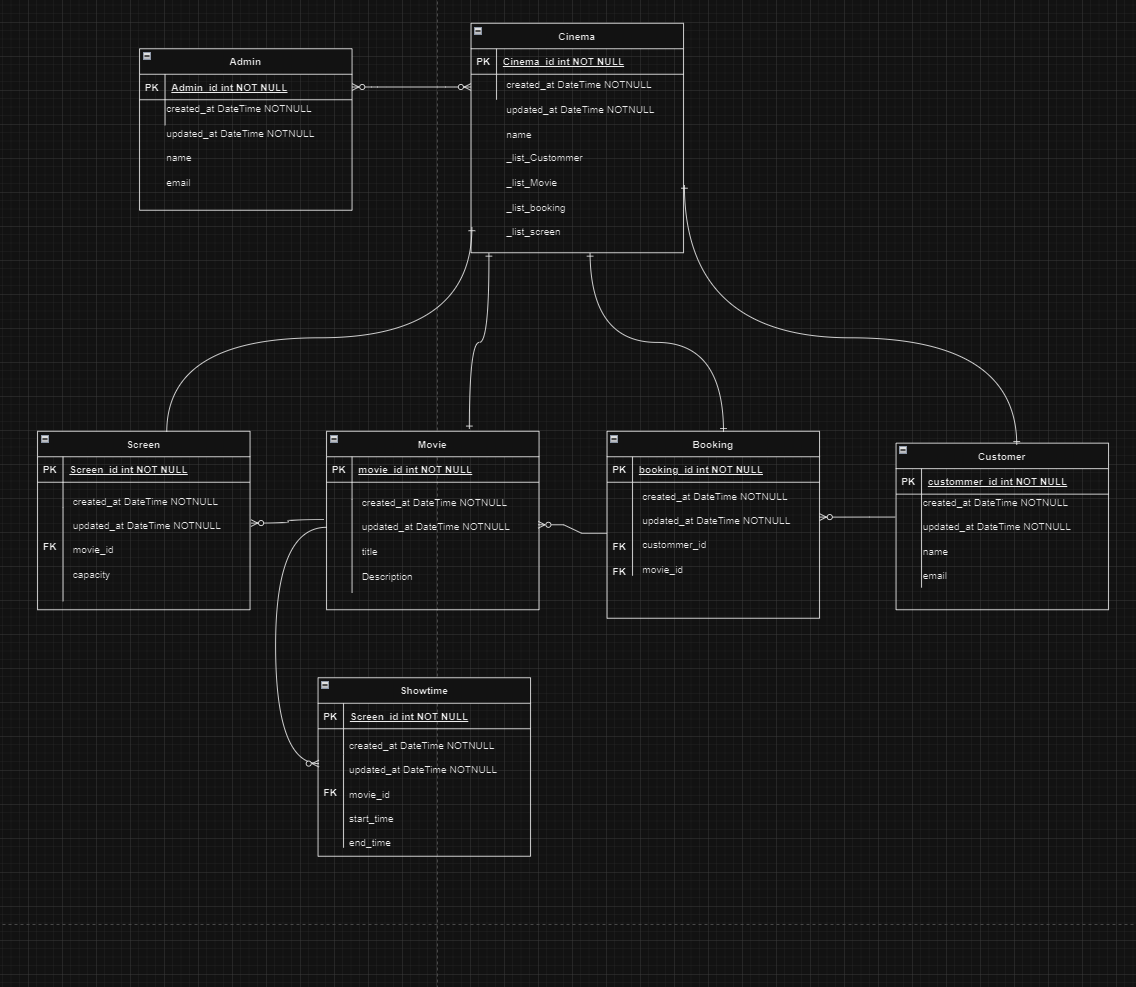 Cinema
PK Cinema_id int NOT NULL
created_at DateTime NOTNULL
updated_at DateTime NOTNULL
name
_list_Custommer
_list_Movie
_list_booking
_list_screen
Admin
PK Admin_id int NOT NULL
created_at DateTime NOTNULL
updated_at DateTime NOTNULL
name
email
Screen
PK Screen_id int NOT NULL
created_at DateTime NOTNULL
updated_at DateTime NOTNULL
FK movie_id
capacity
Movie
PK movie_id int NOT NULL
created_at DateTime NOTNULL
updated_at DateTime NOTNULL
title
Description
Booking
PK booking_id int NOT NULL
created_at DateTime NOTNULL
updated_at DateTime NOTNULL
FK custommer_id
FK movie_id
Customer
PK custommer_id int NOT NULL
created_at DateTime NOTNULL
updated_at DateTime NOTNULL
name
email
Showtime
PK Screen_id int NOT NULL
created_at DateTime NOTNULL
updated_at DateTime NOTNULL
FK movie_id
start_time
end_time